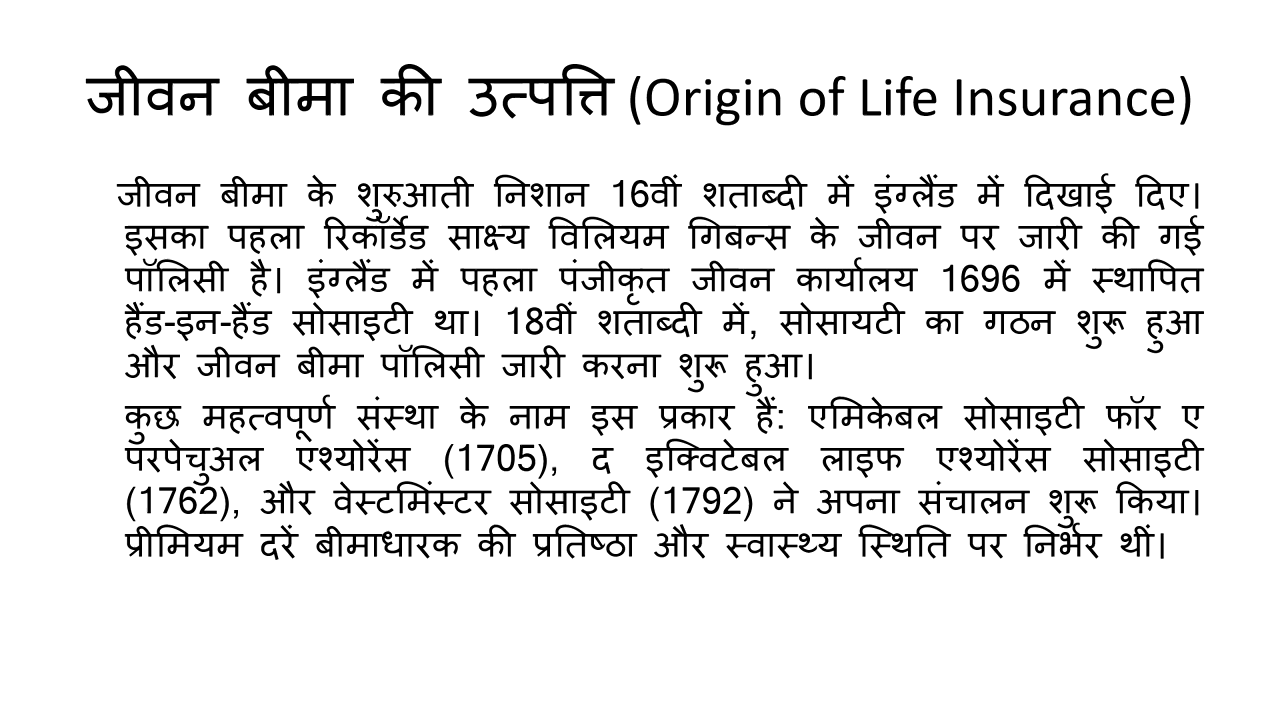 जीवन बीमा की उत्पत्ति (Origin of Life Insurance)
जीवन बीमा के शुरुआती निशान 16वीं शताब्दी में इंग्लैंड में दिखाई दिए।
इसका पहला रिकॉर्डेड साक्ष्य विलियम गिबन्स के जीवन पर जारी की गई
पॉलिसी है। इंग्लैंड में पहला पंजीकृत जीवन कार्यालय 1696 में स्थापित
हैंड-इन-हैंड सोसाइटी था। 18वीं शताब्दी में, सोसायटी का गठन शुरू हुआ
और जीवन बीमा पॉलिसी जारी करना शुरू हुआ।
कुछ महत्वपूर्ण संस्था के नाम इस प्रकार हैं: एमिकेबल सोसाइटी फॉर ए
परपेचुअल एश्योरेंस (1705), द इक्विटेबल लाइफ एश्योरेंस सोसाइटी
(1762), और वेस्टमिंस्टर सोसाइटी (1792) ने अपना संचालन शुरू किया।
प्रीमियम दरें बीमाधारक की प्रतिष्ठा और स्वास्थ्य स्थिति पर निर्भर थीं।